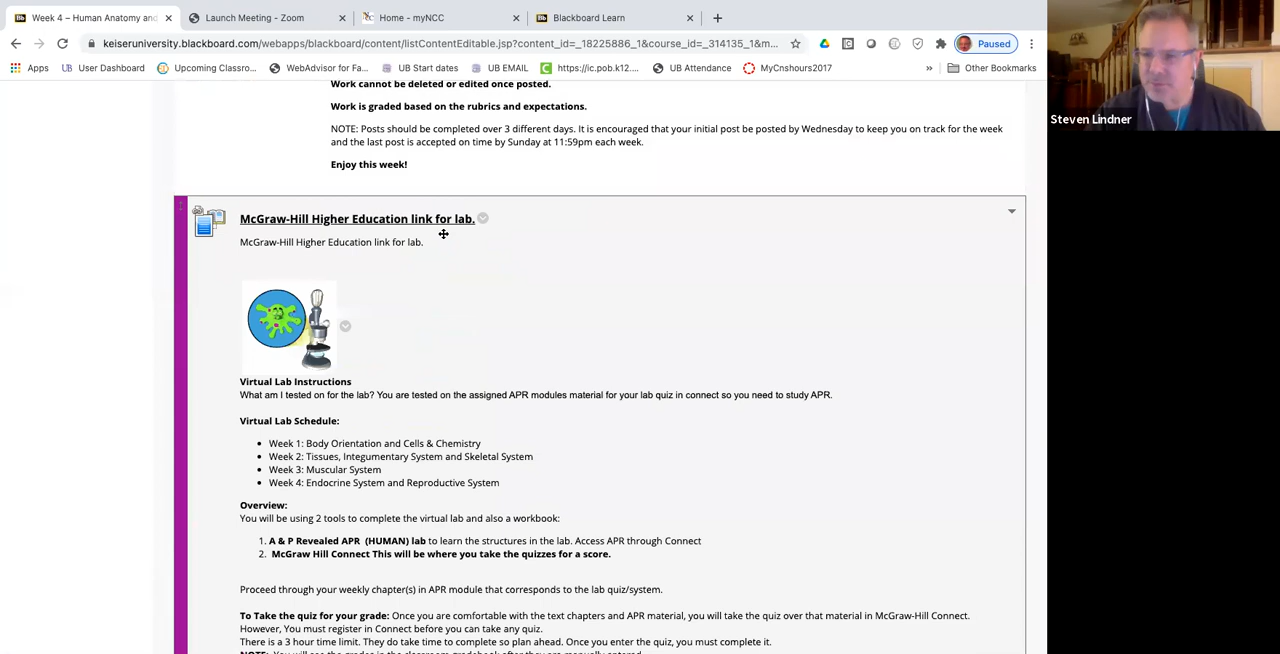 Week 4 – Human Anatomy and
Launch Meeting - Zoom
Home - myNCC
Blackboard Learn
keiseruniversity.blackboard.com/webapps/blackboard/content/listContentEditable.jsp?content_id=_18225886_1&course_id=_314135_1&m...
Paused
Apps
User Dashboard
Upcoming Classro...
WebAdvisor for Fa...
UB Start dates
UB EMAIL
https://ic.pob.k12....
UB Attendance
MyCnshours2017
»
Other Bookmarks
Work cannot be deleted or edited once posted.
Work is graded based on the rubrics and expectations.
NOTE: Posts should be completed over 3 different days. It is encouraged that your initial post be posted by Wednesday to keep you on track for the week
and the last post is accepted on time by Sunday at 11:59pm each week.
Enjoy this week!
McGraw-Hill Higher Education link for lab.
McGraw-Hill Higher Education link for lab.
Virtual Lab Instructions
What am I tested on for the lab? You are tested on the assigned APR modules material for your lab quiz in connect so you need to study APR.
Virtual Lab Schedule:
• Week 1: Body Orientation and Cells & Chemistry
• Week 2: Tissues, Integumentary System and Skeletal System
• Week 3: Muscular System
• Week 4: Endocrine System and Reproductive System
Overview:
You will be using 2 tools to complete the virtual lab and also a workbook:
1. A & P Revealed APR (HUMAN) lab to learn the structures in the lab. Access APR through Connect
2. McGraw Hill Connect This will be where you take the quizzes for a score.
Proceed through your weekly chapter(s) in APR module that corresponds to the lab quiz/system.
To Take the quiz for your grade: Once you are comfortable with the text chapters and APR material, you will take the quiz over that material in McGraw-Hill Connect.
However, You must register in Connect before you can take any quiz.
There is a 3 hour time limit. They do take time to complete so plan ahead. Once you enter the quiz, you must complete it.
NOTE: You will see the grades in the classroom gradebook after they are manually entered.
Steven Lindner